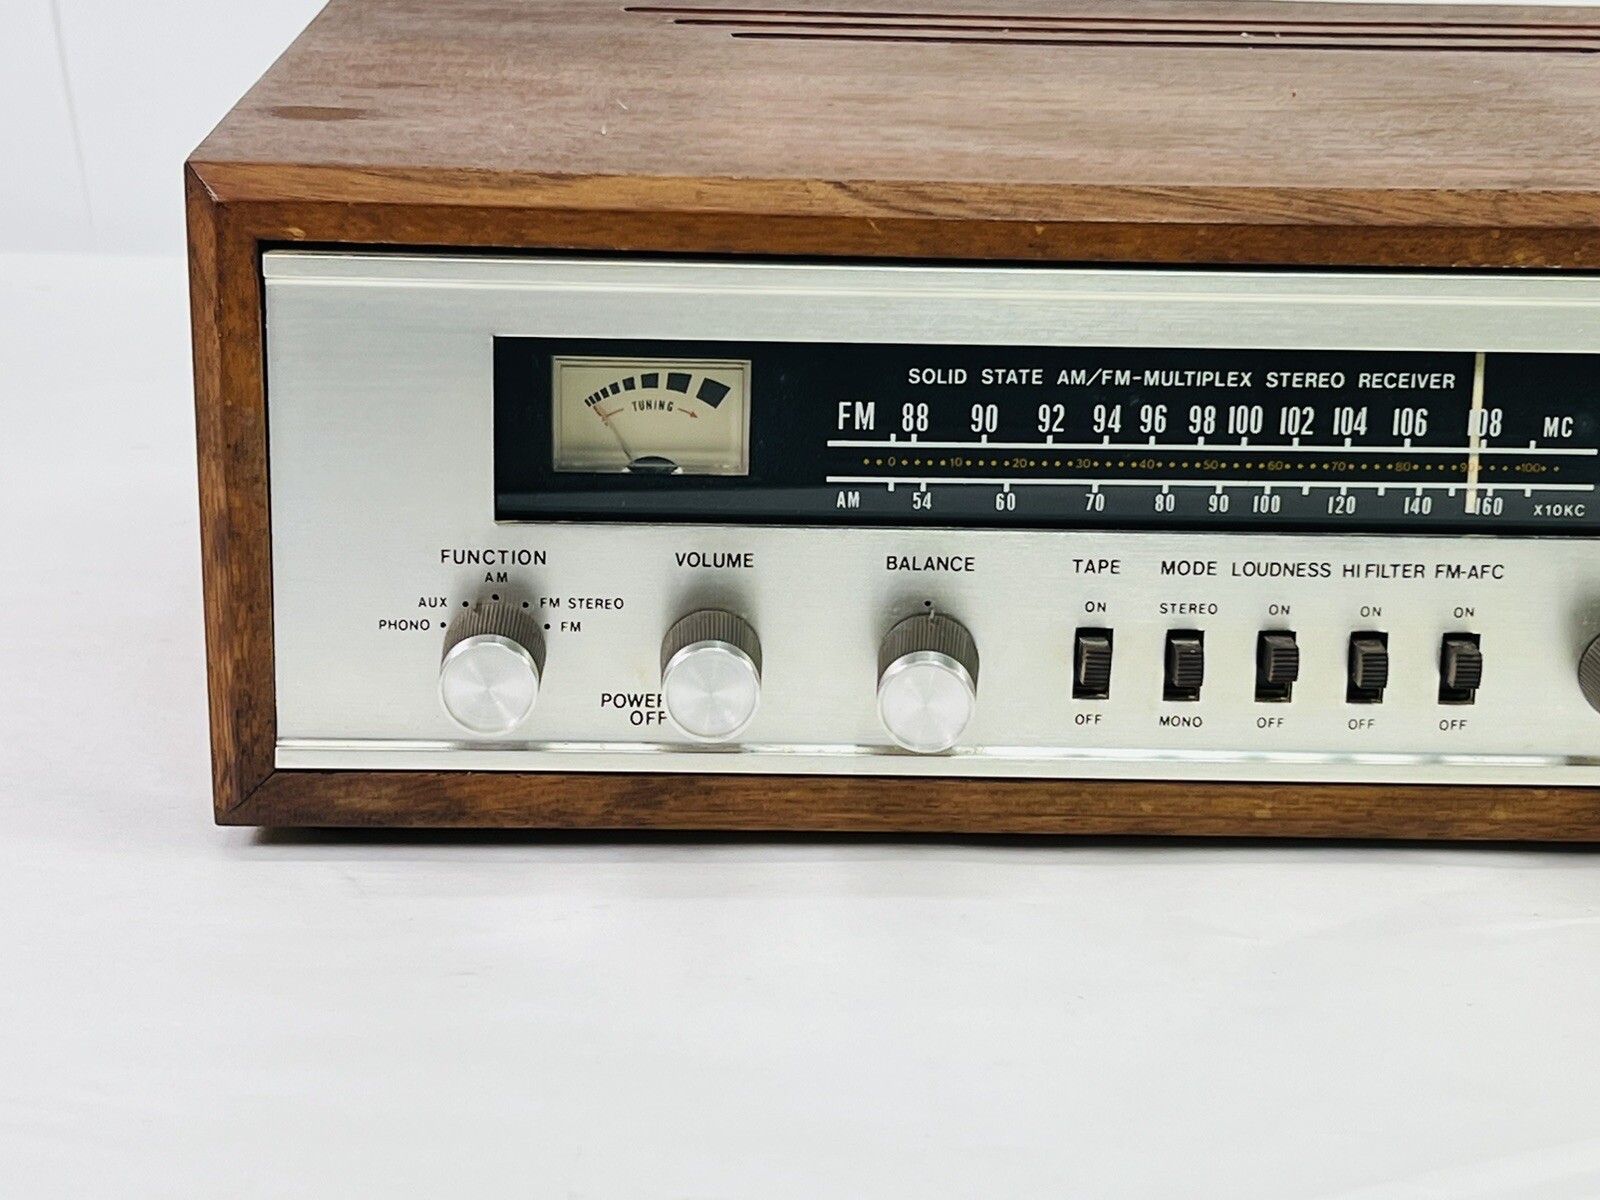 SOLID STATE AM/FM-MULTIPLEX STEREO RECEIVER
TUNING
FM 88 90 92 94 96 98 100 102 104 106 108 MC
0 10 20 30 40 50 60 70 80 90 100
AM 54 60 70 80 90 100 120 140 160 X10KC
FUNCTION VOLUME BALANCE TAPE MODE LOUDNESS HI FILTER FM-AFC
AM
AUX FM STEREO ON STEREO ON ON ON
PHONO FM
POWER
OFF
OFF MONO OFF OFF OFF